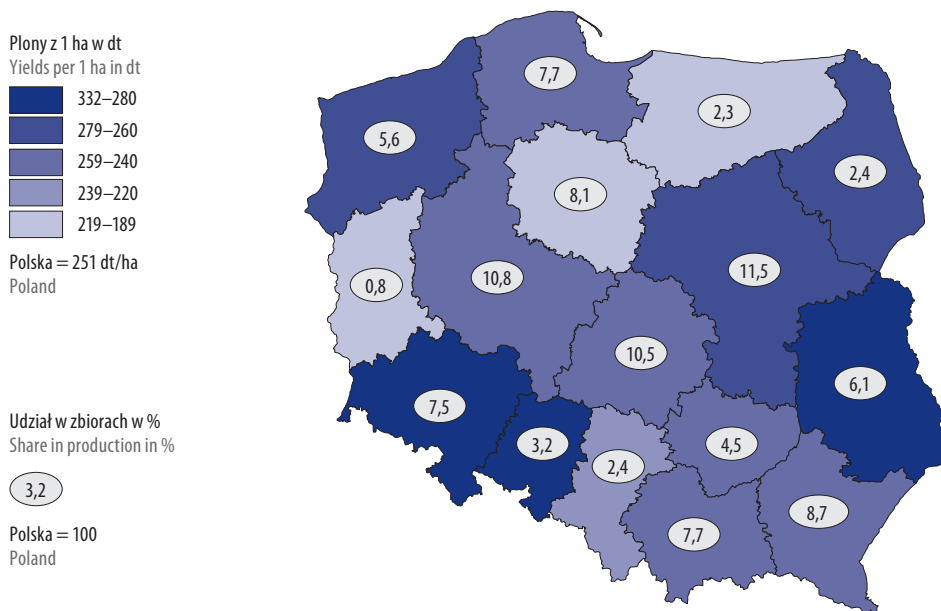 Plony z 1 ha w dt
Yields per 1 ha in dt
332–280
279–260
259–240
239–220
219–189
Polska = 251 dt/ha
Poland
Udział w zbiorach w %
Share in production in %
3,2
Polska = 100
Poland
7,7
2,3
5,6
2,4
8,1
11,5
10,8
0,8
10,5
6,1
7,5
3,2
4,5
2,4
8,7
7,7